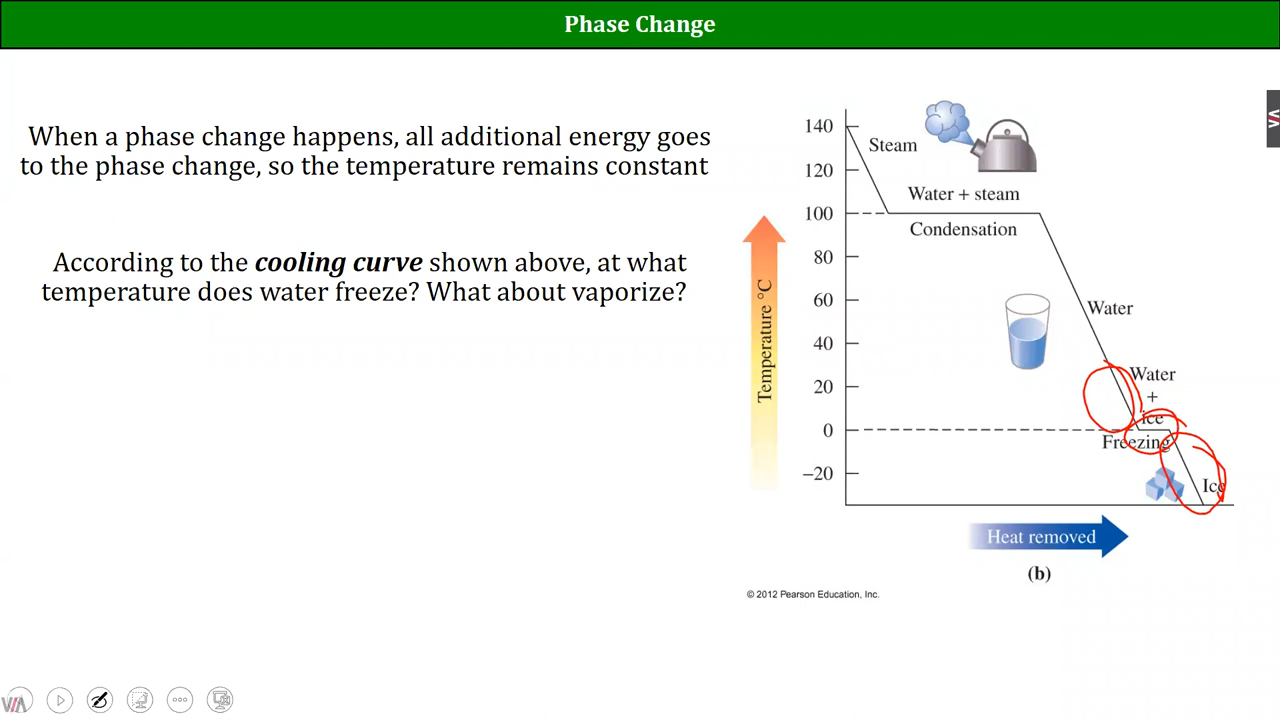 Phase Change
When a phase change happens, all additional energy goes
to the phase change, so the temperature remains constant
According to the cooling curve shown above, at what
temperature does water freeze? What about vaporize?
140
120
100
80
60
40
20
0
–20
Temperature °C
Steam
Water + steam
Condensation
Water
Water
+
ice
Freezing
Ice
Heat removed
(b)
© 2012 Pearson Education, Inc.
VIA